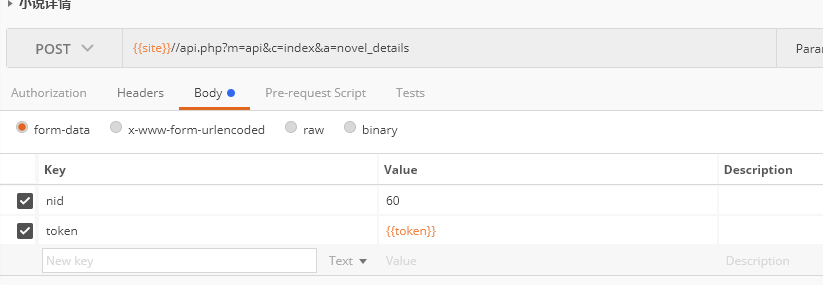 小说详情
POST {{site}}//api.php?m=api&c=index&a=novel_details Param
Authorization Headers Body Pre-request Script Tests
form-data x-www-form-urlencoded raw binary
Key Value Description
nid 60
token {{token}}
New key Text Value Description